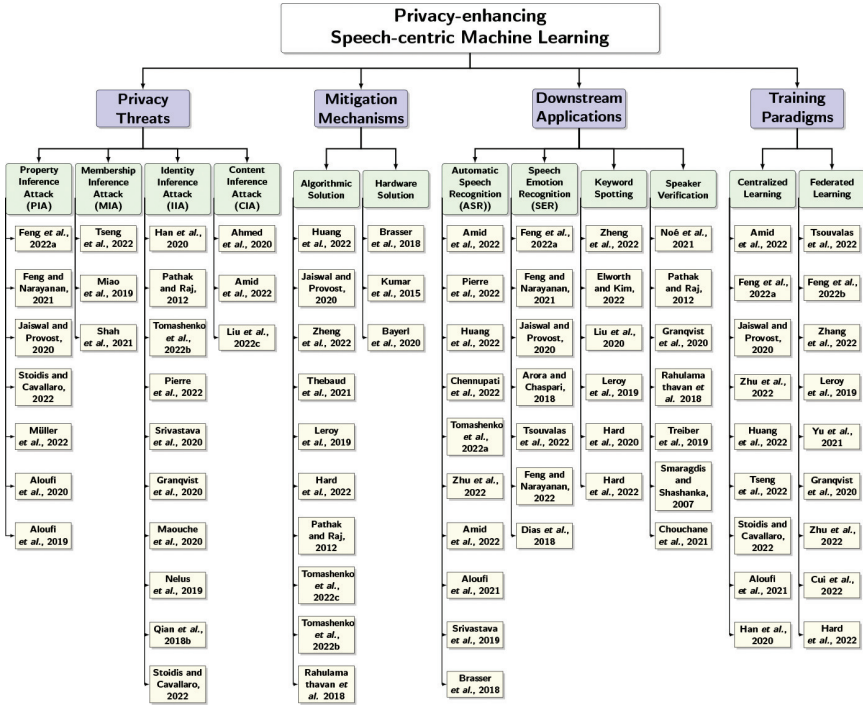 Privacy-enhancing
Speech-centric Machine Learning
Privacy
Threats
Mitigation
Mechanisms
Downstream
Applications
Training
Paradigms
Property
Inference
Attack
(PIA)
Membership
Inference
Attack
(MIA)
Identity
Inference
Attack
(IIA)
Content
Inference
Attack
(CIA)
Algorithmic
Solution
Hardware
Solution
Automatic
Speech
Recognition
(ASR))
Speech
Emotion
Recognition
(SER)
Keyword
Spotting
Speaker
Verification
Centralized
Learning
Federated
Learning
Feng et al.,
2022a
Feng and
Narayanan,
2021
Jaiswal and
Provost,
2020
Stoidis and
Cavallaro,
2022
Müller
et al., 2022
Aloufi
et al., 2020
Aloufi
et al., 2019
Tseng
et al., 2022
Miao
et al., 2019
Shah
et al., 2021
Han et al.,
2020
Pathak
and Raj,
2012
Tomashenko
et al.,
2022b
Pierre
et al., 2022
Srivastava
et al., 2020
Granqvist
et al., 2020
Maouche
et al., 2020
Nelus
et al., 2019
Qian et al.,
2018b
Stoidis and
Cavallaro,
2022
Ahmed
et al., 2020
Amid
et al., 2022
Liu et al.,
2022c
Huang
et al., 2022
Jaiswal and
Provost,
2020
Zheng
et al., 2022
Thebaud
et al., 2021
Leroy
et al., 2019
Hard
et al., 2022
Pathak
and Raj,
2012
Tomashenko
et al.,
2022c
Tomashenko
et al.,
2022b
Rahulama
thavan et
al. 2018
Brasser
et al., 2018
Kumar
et al., 2015
Bayerl
et al., 2020
Amid
et al., 2022
Pierre
et al., 2022
Huang
et al., 2022
Chennupati
et al., 2022
Tomashenko
et al.,
2022a
Zhu et al.,
2022
Amid
et al., 2022
Aloufi
et al., 2021
Srivastava
et al., 2019
Brasser
et al., 2018
Feng et al.,
2022a
Feng and
Narayanan,
2021
Jaiswal and
Provost,
2020
Arora and
Chaspari,
2018
Tsouvalas
et al., 2022
Feng and
Narayanan,
2022
Dias et al.,
2018
Zheng
et al., 2022
Elworth
and Kim,
2022
Liu et al.,
2020
Leroy
et al., 2019
Hard
et al., 2020
Hard
et al., 2022
Noé et al.,
2021
Pathak
and Raj,
2012
Granqvist
et al., 2020
Rahulama
thavan et
al. 2018
Treiber
et al., 2019
Smaragdis
and
Shashanka,
2007
Chouchane
et al., 2021
Amid
et al., 2022
Feng et al.,
2022a
Jaiswal and
Provost,
2020
Zhu et al.,
2022
Huang
et al., 2022
Tseng
et al., 2022
Stoidis and
Cavallaro,
2022
Aloufi
et al., 2021
Han et al.,
2020
Tsouvalas
et al., 2022
Feng et al.,
2022b
Zhang
et al., 2022
Leroy
et al., 2019
Yu et al.,
2021
Granqvist
et al., 2020
Zhu et al.,
2022
Cui et al.,
2022
Hard
et al., 2022